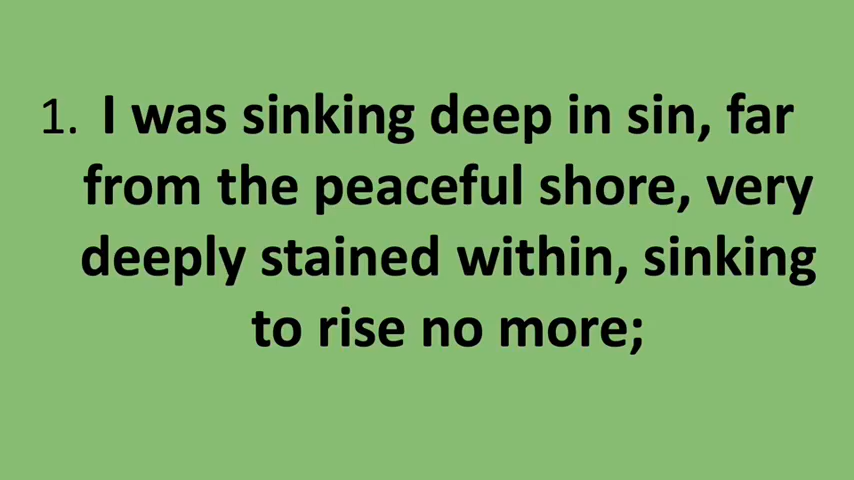 1. I was sinking deep in sin, far
from the peaceful shore, very
deeply stained within, sinking
to rise no more;